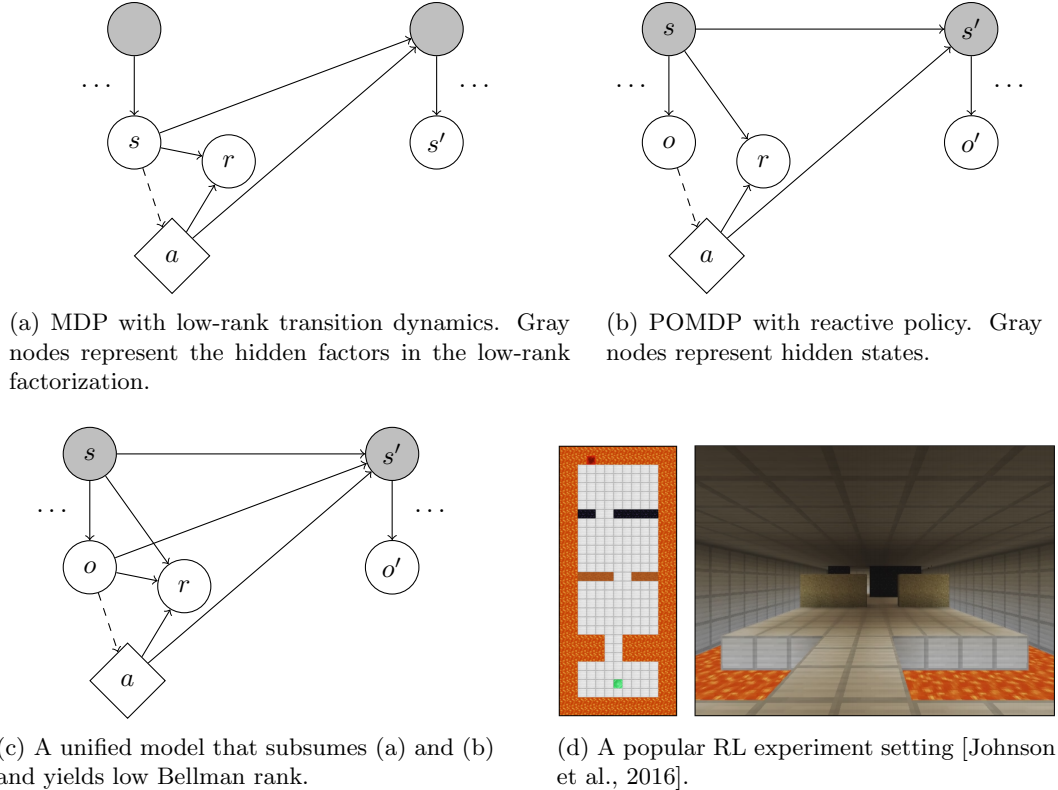 · · ·
· · ·
s
r
s′
a
(a) MDP with low-rank transition dynamics. Gray
nodes represent the hidden factors in the low-rank
factorization.
s
s′
· · ·
· · ·
o
r
o′
a
(b) POMDP with reactive policy. Gray
nodes represent hidden states.
s
s′
· · ·
· · ·
o
r
o′
a
(c) A unified model that subsumes (a) and (b)
and yields low Bellman rank.
(d) A popular RL experiment setting [Johnson
et al., 2016].